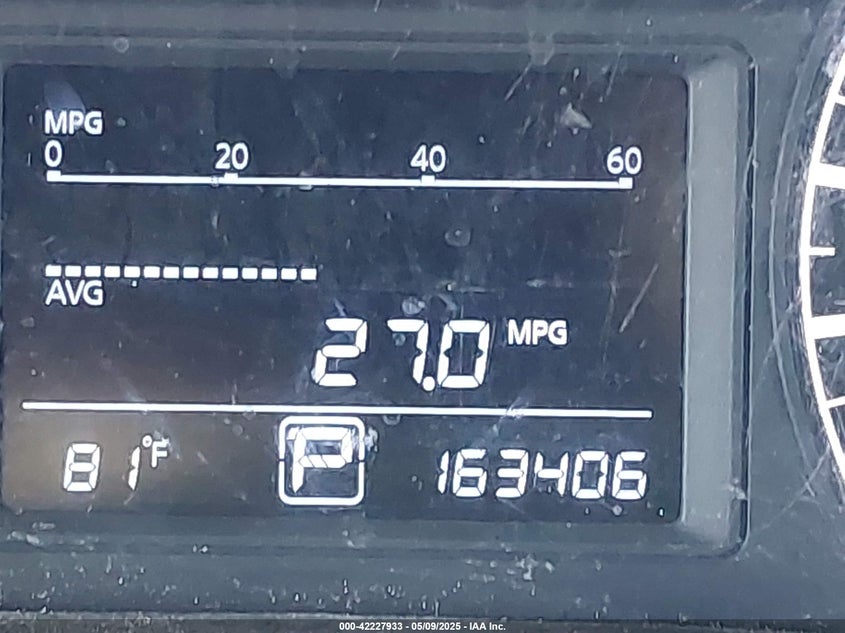 MPG
0 20 40 60
AVG
27.0 MPG
81°F P 163406
000-42227933 - 05/09/2025 - IAA Inc.